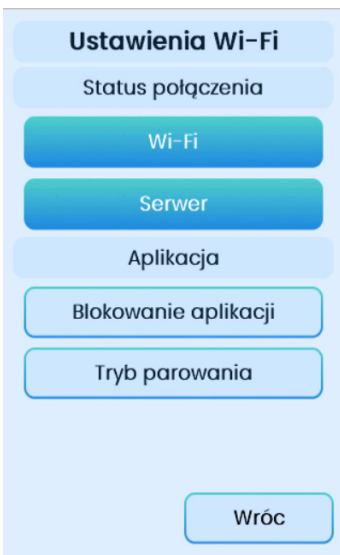 Ustawienia Wi-Fi
Status połączenia
Wi-Fi
Serwer
Aplikacja
Blokowanie aplikacji
Tryb parowania
Wróc